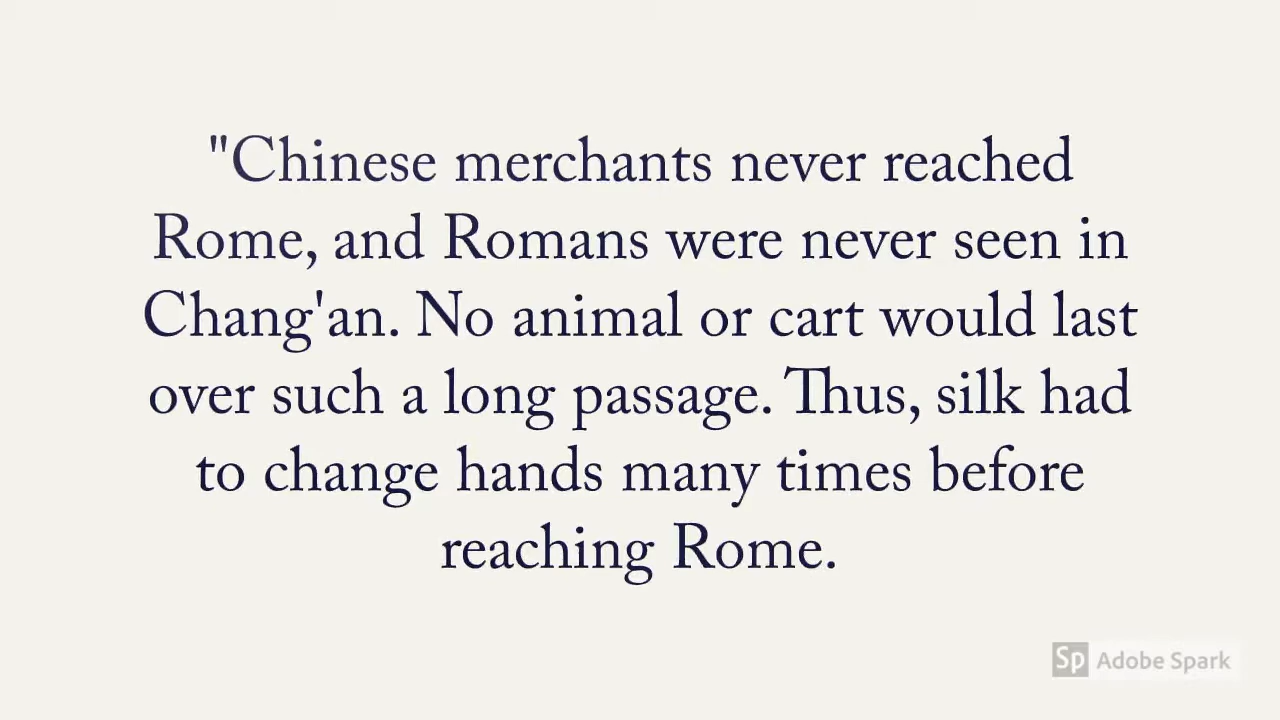 "Chinese merchants never reached
Rome, and Romans were never seen in
Chang'an. No animal or cart would last
over such a long passage. Thus, silk had
to change hands many times before
reaching Rome.
Sp Adobe Spark